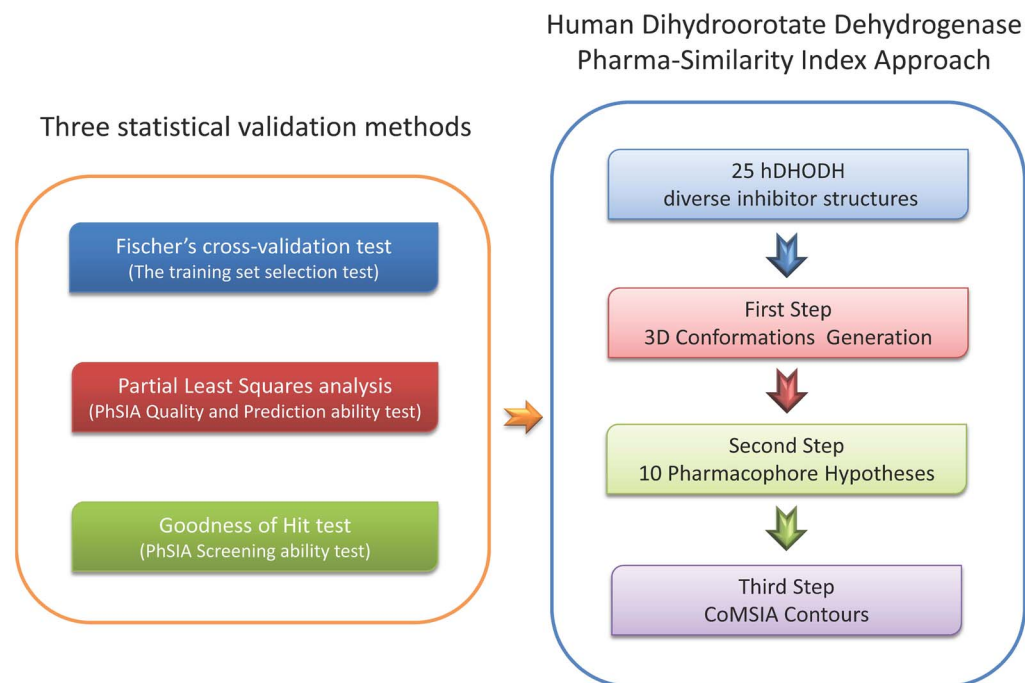 Human Dihydroorotate Dehydrogenase
Pharma-Similarity Index Approach
Three statistical validation methods
Fischer's cross-validation test
(The training set selection test)
Partial Least Squares analysis
(PhSIA Quality and Prediction ability test)
Goodness of Hit test
(PhSIA Screening ability test)
25 hDHODH
diverse inhibitor structures
First Step
3D Conformations Generation
Second Step
10 Pharmacophore Hypotheses
Third Step
CoMSIA Contours